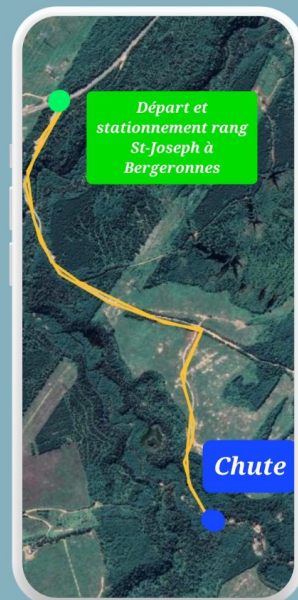 Départ et
stationnement rang
St-Joseph à
Bergeronnes
Chute